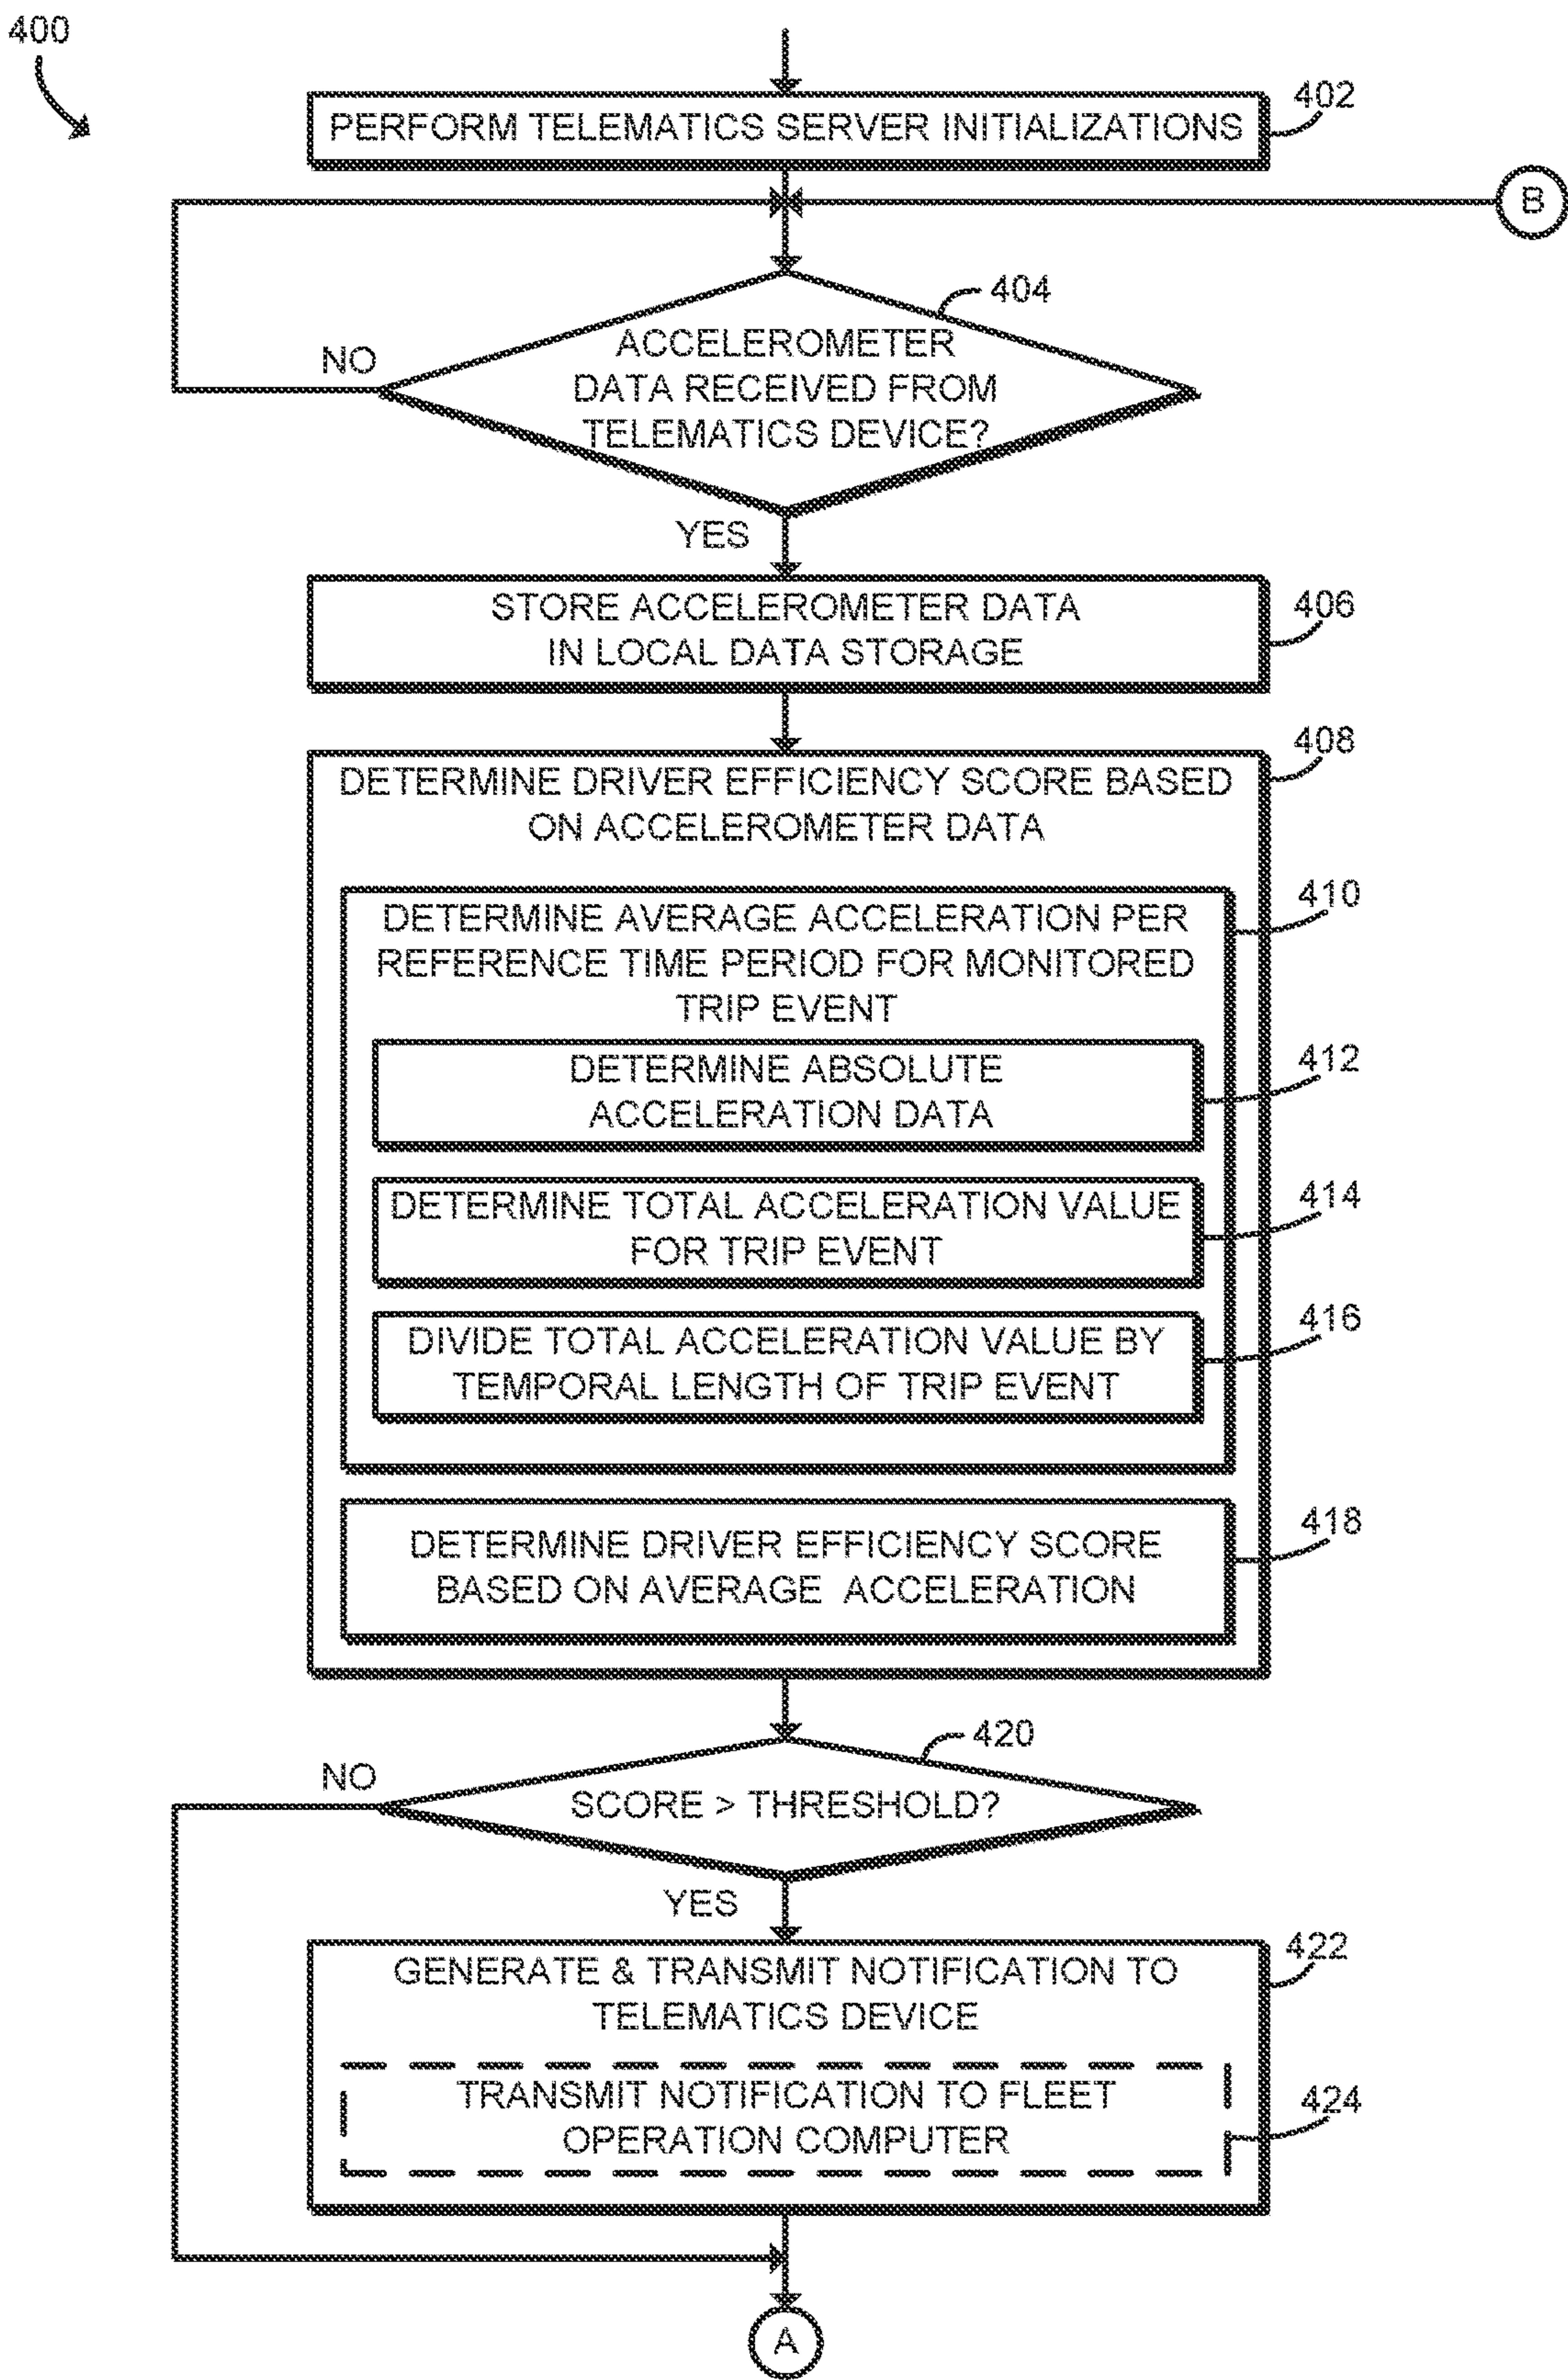 400
PERFORM TELEMATICS SERVER INITIALIZATIONS
402
B
404
ACCELEROMETER
DATA RECEIVED FROM
TELEMATICS DEVICE?
NO
YES
STORE ACCELEROMETER DATA
IN LOCAL DATA STORAGE
406
408
DETERMINE DRIVER EFFICIENCY SCORE BASED
ON ACCELEROMETER DATA
410
DETERMINE AVERAGE ACCELERATION PER
REFERENCE TIME PERIOD FOR MONITORED
TRIP EVENT
412
DETERMINE ABSOLUTE
ACCELERATION DATA
414
DETERMINE TOTAL ACCELERATION VALUE
FOR TRIP EVENT
416
DIVIDE TOTAL ACCELERATION VALUE BY
TEMPORAL LENGTH OF TRIP EVENT
418
DETERMINE DRIVER EFFICIENCY SCORE
BASED ON AVERAGE ACCELERATION
420
NO
SCORE > THRESHOLD?
YES
422
GENERATE & TRANSMIT NOTIFICATION TO
TELEMATICS DEVICE
TRANSMIT NOTIFICATION TO FLEET
OPERATION COMPUTER
424
A